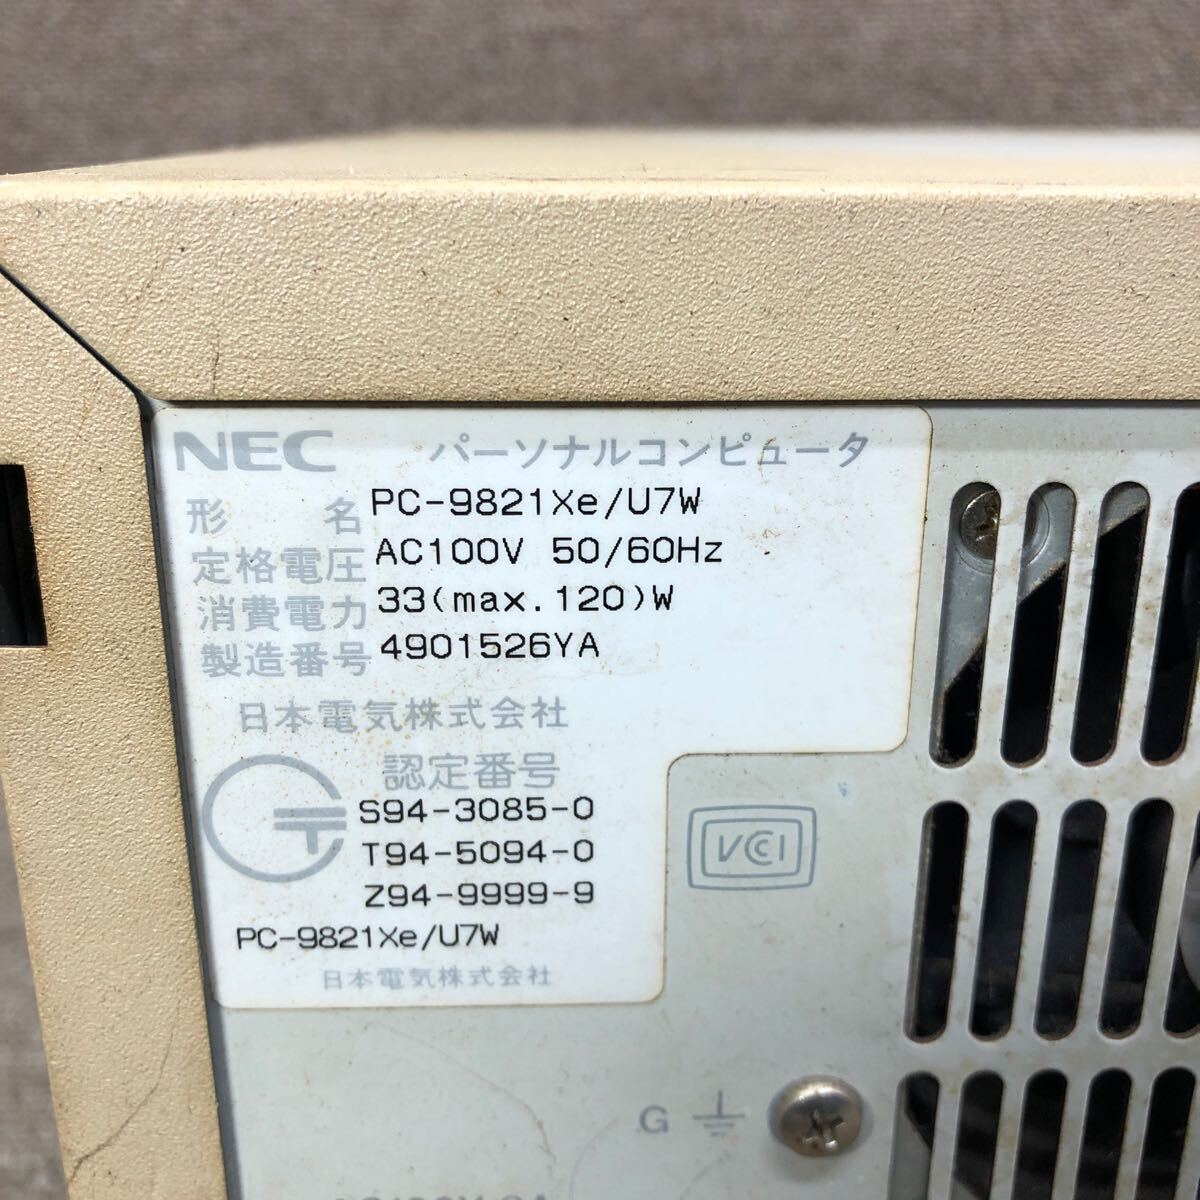 NEC パーソナルコンピュータ
形名 PC-9821Xe/U7W
定格電圧 AC100V 50/60Hz
消費電力 33(max.120)W
製造番号 4901526YA
日本電気株式会社
認定番号
S94-3085-0
T94-5094-0
Z94-9999-9
PC-9821Xe/U7W
日本電気株式会社
VCCI
G